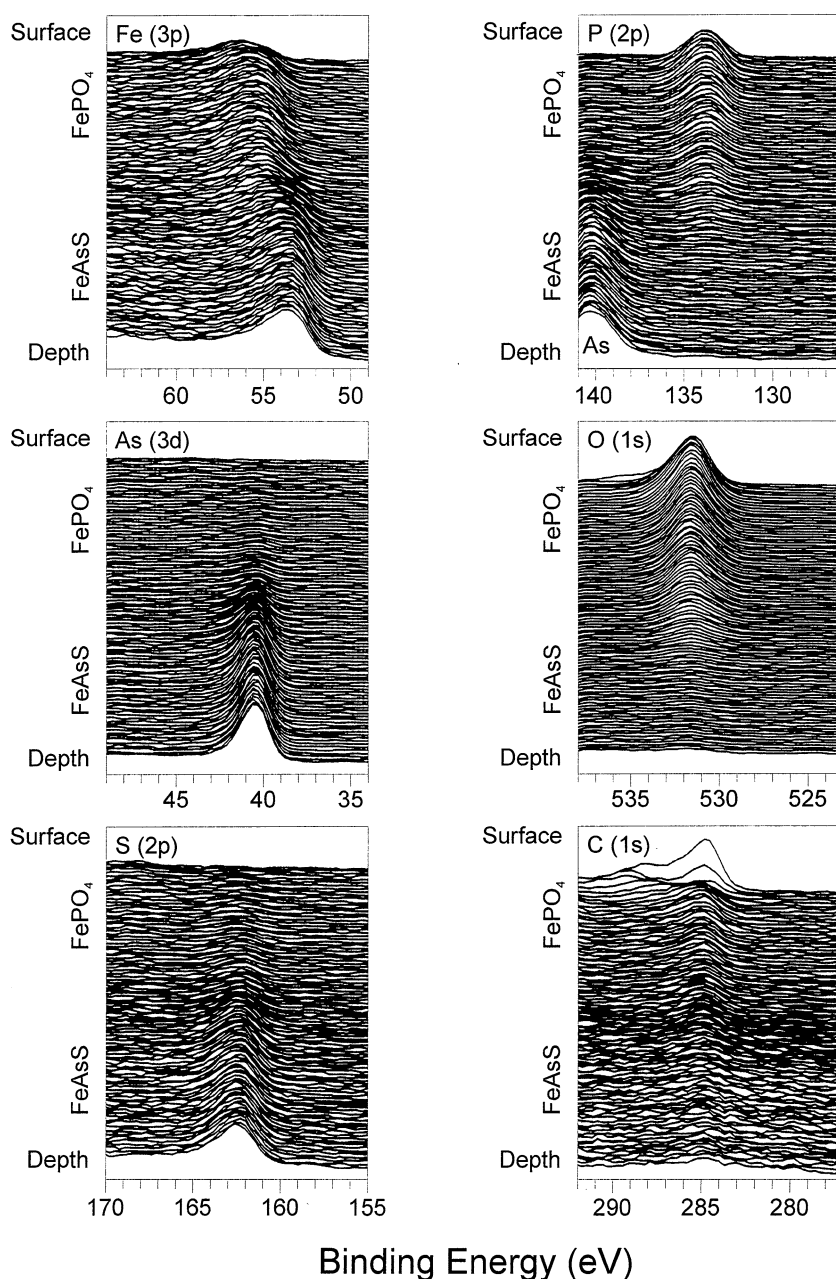 Surface
Fe (3p)
FePO₄
FeAsS
Depth
60 55 50
Surface
P (2p)
FePO₄
FeAsS
Depth
As
140 134 130
Surface
As (3d)
FePO₄
FeAsS
Depth
45 40 35
Surface
O (1s)
FePO₄
FeAsS
Depth
535 530 525
Surface
S (2p)
FePO₄
FeAsS
Depth
170 165 160 155
Surface
C (1s)
FePO₄
FeAsS
Depth
290 285 280
Binding Energy (eV)